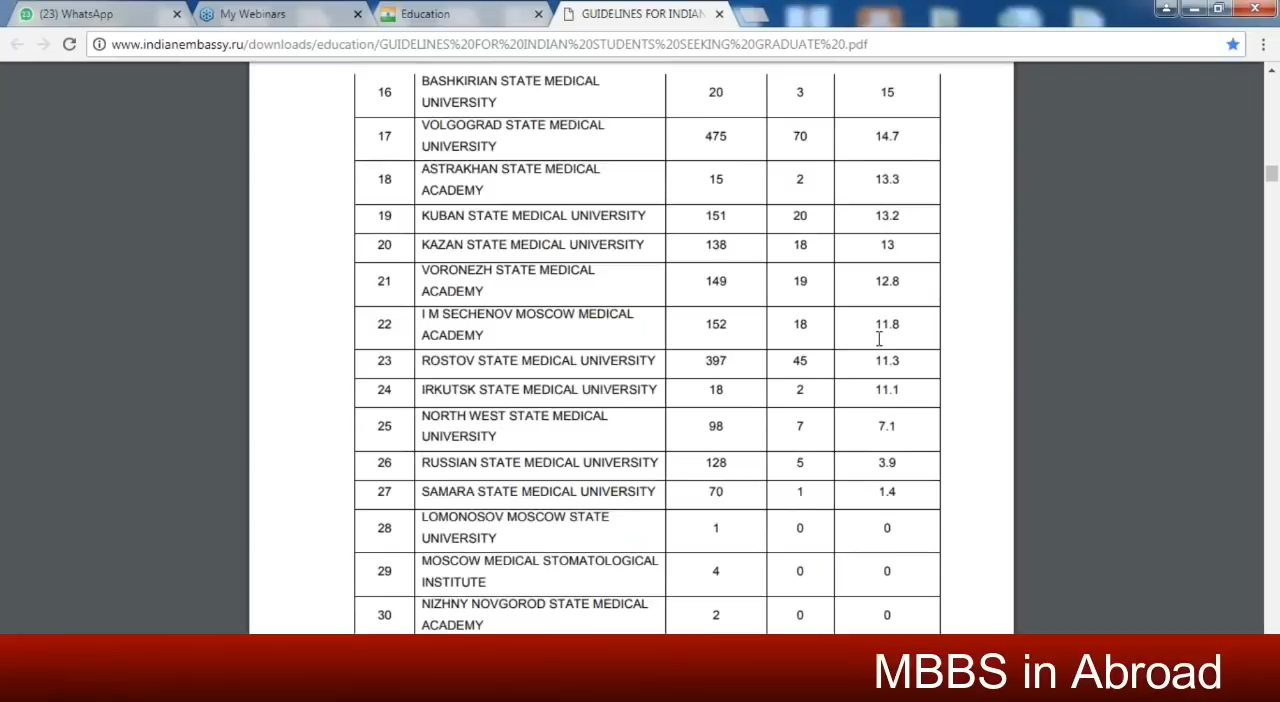 (23) WhatsApp
My Webinars
Education
GUIDELINES FOR INDIAN
www.indianembassy.ru/downloads/education/GUIDELINES%20FOR%20INDIAN%20STUDENTS%20SEEKING%20GRADUATE%20.pdf
16 BASHKIRIAN STATE MEDICAL 20 3 15
UNIVERSITY
17 VOLGOGRAD STATE MEDICAL 475 70 14.7
UNIVERSITY
18 ASTRAKHAN STATE MEDICAL 15 2 13.3
ACADEMY
19 KUBAN STATE MEDICAL UNIVERSITY 151 20 13.2
20 KAZAN STATE MEDICAL UNIVERSITY 138 18 13
21 VORONEZH STATE MEDICAL 149 19 12.8
ACADEMY
22 I M SECHENOV MOSCOW MEDICAL 152 18 11.8
ACADEMY
23 ROSTOV STATE MEDICAL UNIVERSITY 397 45 11.3
24 IRKUTSK STATE MEDICAL UNIVERSITY 18 2 11.1
25 NORTH WEST STATE MEDICAL 98 7 7.1
UNIVERSITY
26 RUSSIAN STATE MEDICAL UNIVERSITY 128 5 3.9
27 SAMARA STATE MEDICAL UNIVERSITY 70 1 1.4
28 LOMONOSOV MOSCOW STATE 1 0 0
UNIVERSITY
29 MOSCOW MEDICAL STOMATOLOGICAL 4 0 0
INSTITUTE
30 NIZHNY NOVGOROD STATE MEDICAL 2 0 0
ACADEMY
MBBS in Abroad